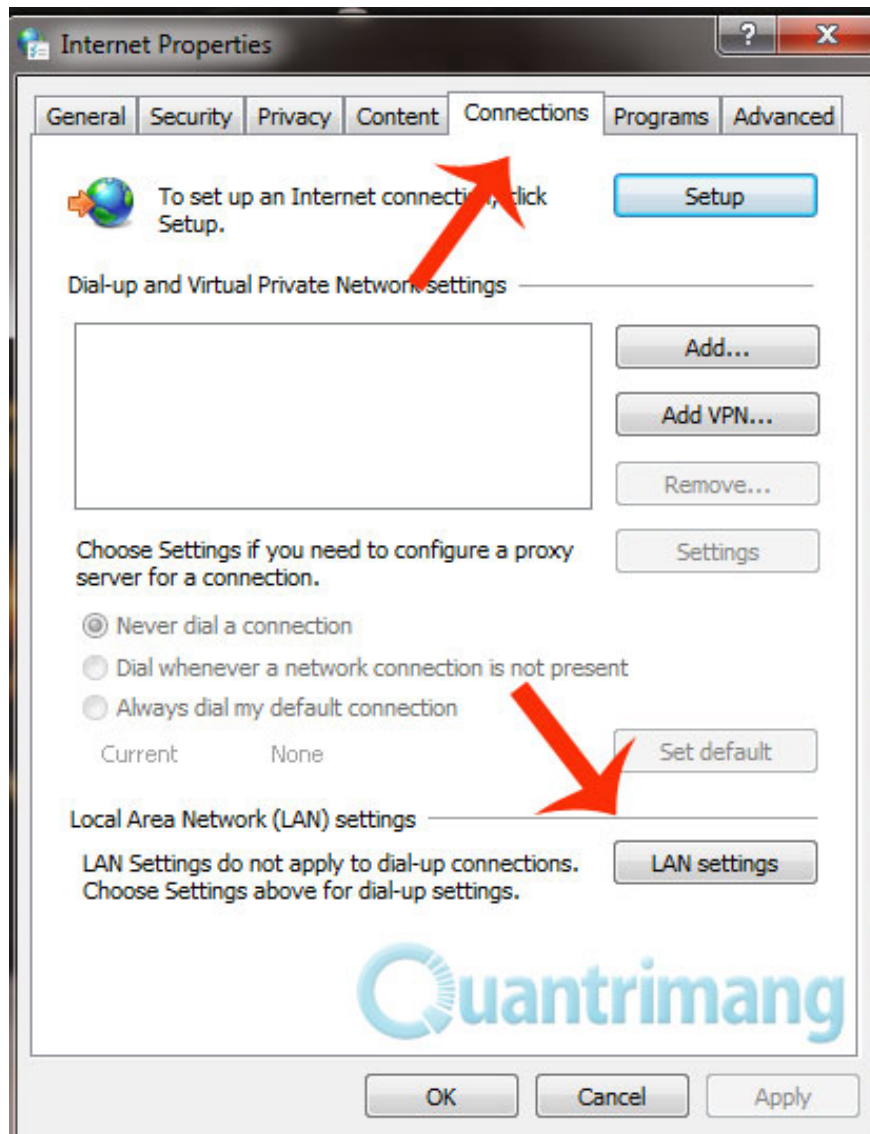 Internet Properties
?
X
General Security Privacy Content Connections Programs Advanced
To set up an Internet connection, click
Setup.
Setup
Dial-up and Virtual Private Network settings
Add...
Add VPN...
Remove...
Choose Settings if you need to configure a proxy
server for a connection.
Settings
Never dial a connection
Dial whenever a network connection is not present
Always dial my default connection
Current None
Set default
Local Area Network (LAN) settings
LAN Settings do not apply to dial-up connections.
Choose Settings above for dial-up settings.
LAN settings
Quantrimang
OK Cancel Apply